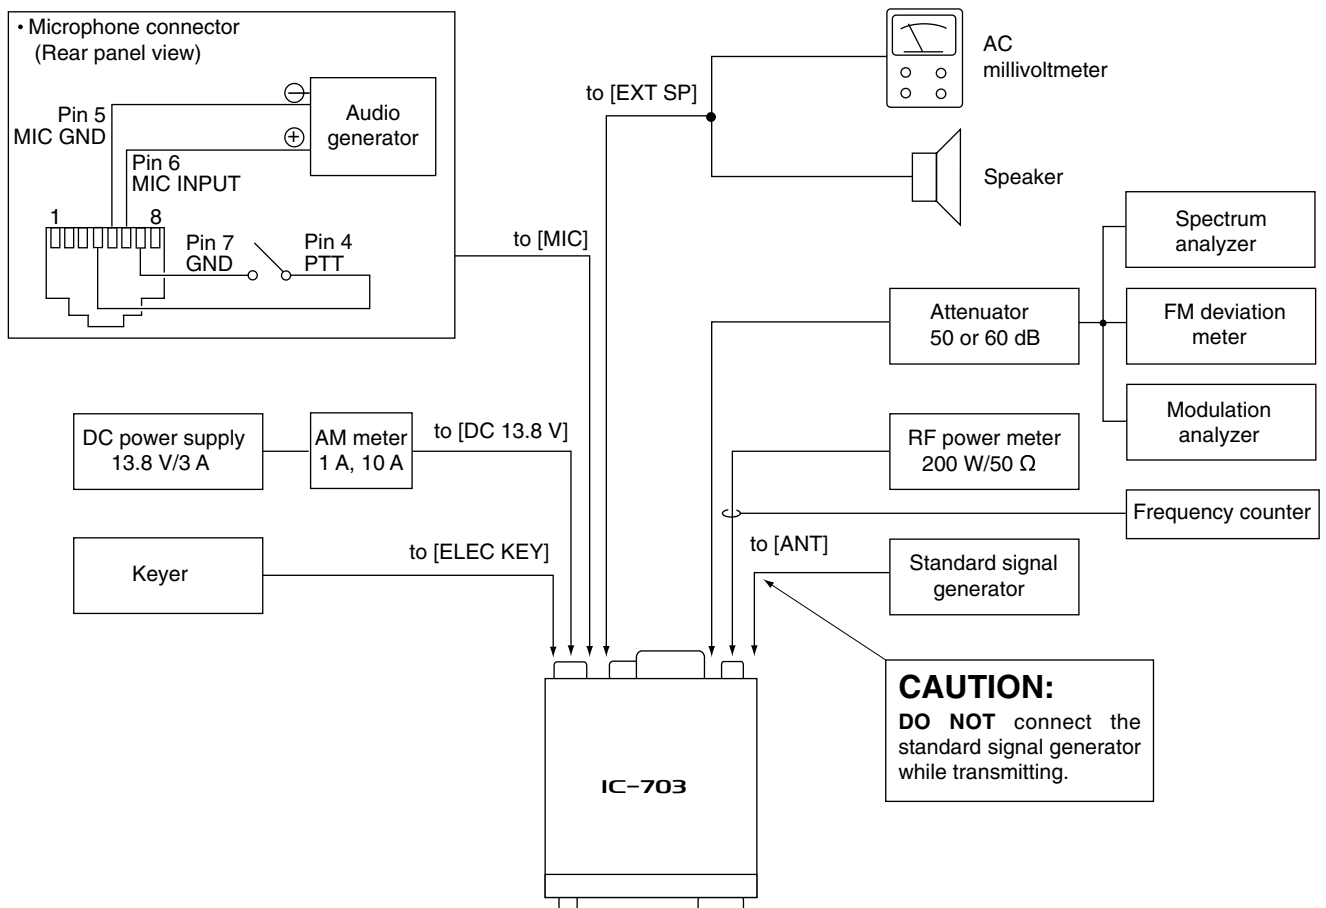 • Microphone connector
(Rear panel view)
Pin 5
MIC GND
⊖
⊕
Audio
generator
Pin 6
MIC INPUT
1
8
Pin 7
GND
Pin 4
PTT
to [MIC]
to [EXT SP]
AC
millivoltmeter
Speaker
Spectrum
analyzer
Attenuator
50 or 60 dB
FM deviation
meter
Modulation
analyzer
DC power supply
13.8 V/3 A
AM meter
1 A, 10 A
to [DC 13.8 V]
RF power meter
200 W/50 Ω
Frequency counter
Keyer
to [ELEC KEY]
to [ANT]
Standard signal
generator
CAUTION:
DO NOT connect the
standard signal generator
while transmitting.
IC-703